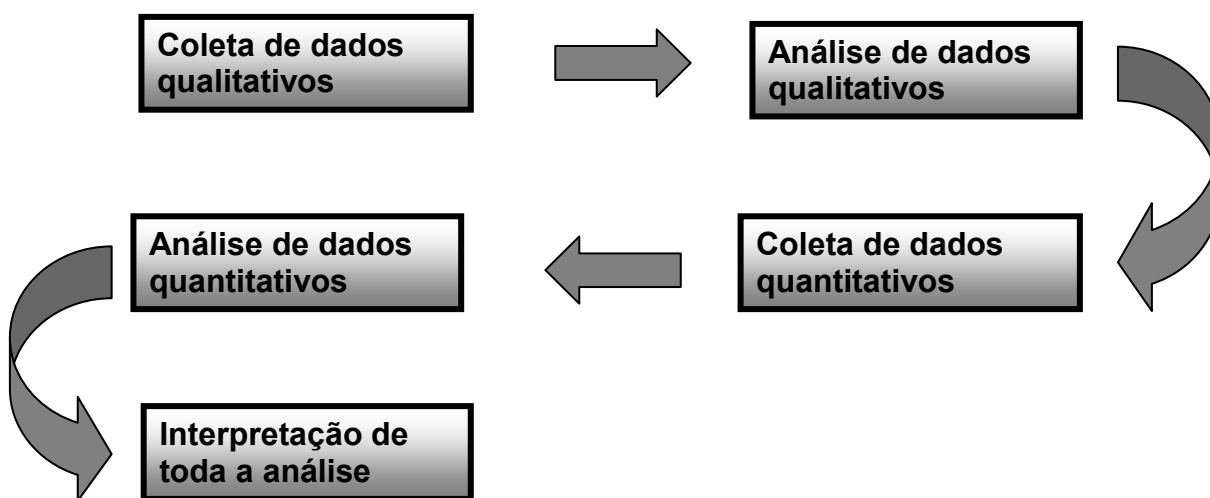 Coleta de dados
qualitativos
Análise de dados
qualitativos
Coleta de dados
quantitativos
Análise de dados
quantitativos
Interpretação de
toda a análise